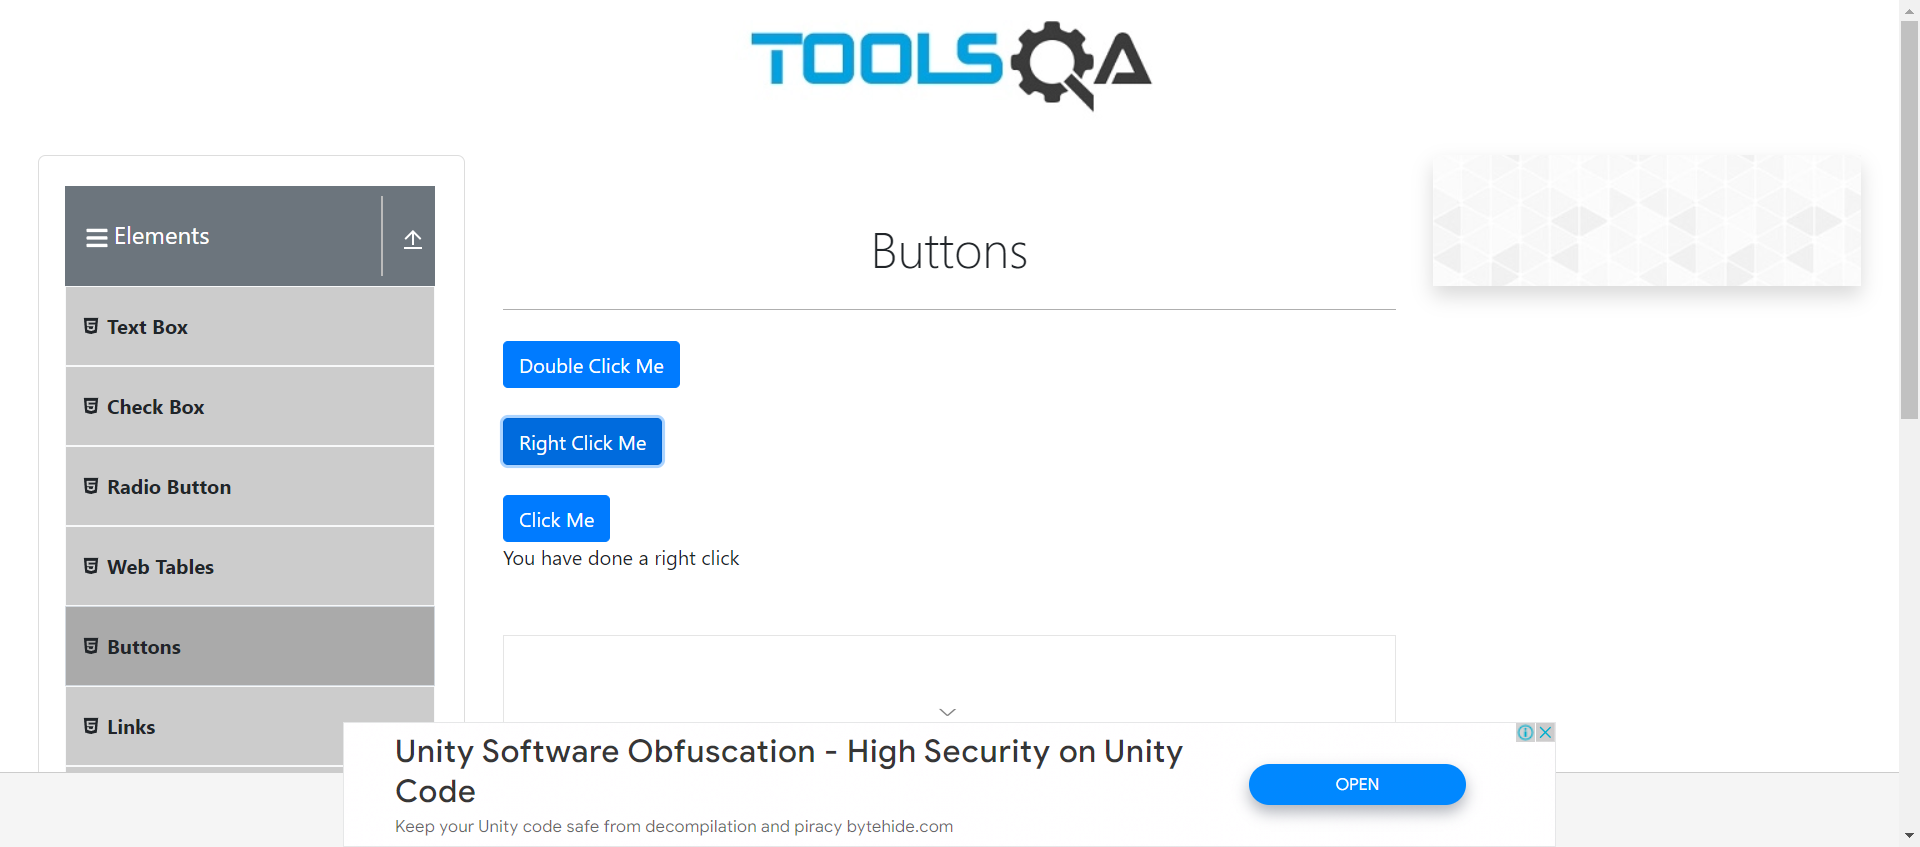 TOOLSQA
Elements
Text Box
Check Box
Radio Button
Web Tables
Buttons
Links
Buttons
Double Click Me
Right Click Me
Click Me
You have done a right click
Unity Software Obfuscation - High Security on Unity
Code
Keep your Unity code safe from decompilation and piracy bytehide.com
OPEN